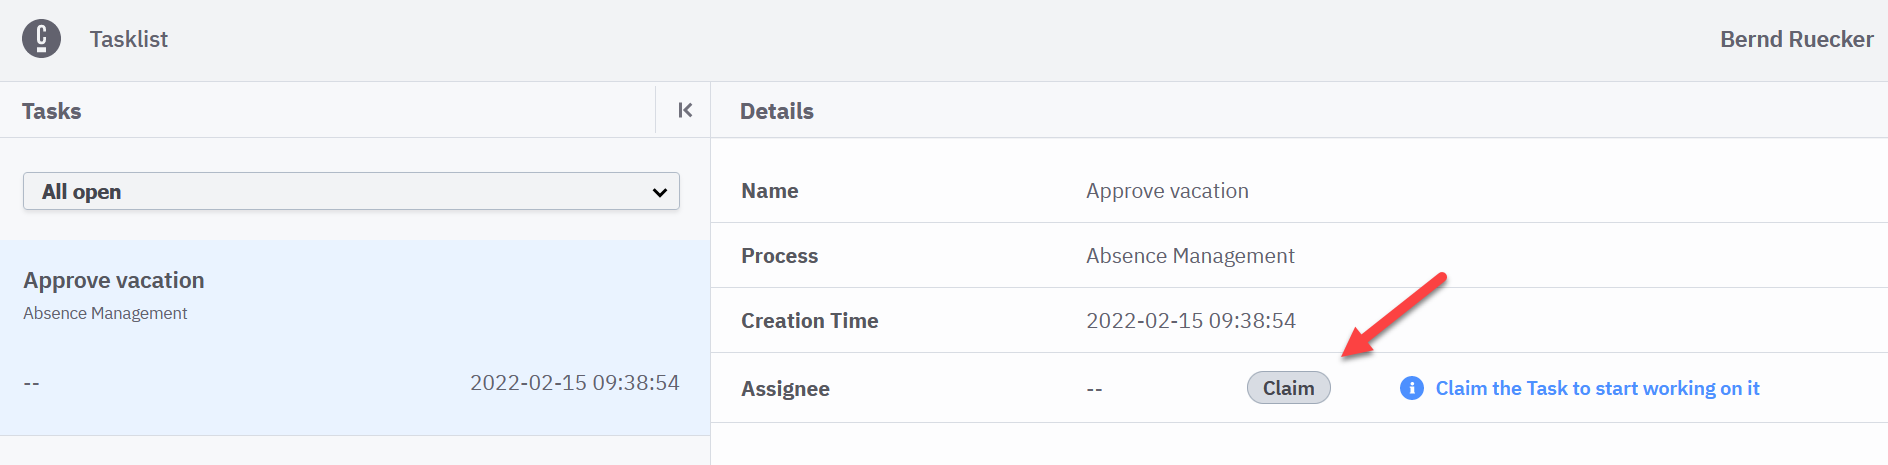 Tasklist
Bernd Ruecker
Tasks
Details
All open
Approve vacation
Absence Management
--
2022-02-15 09:38:54
Name
Approve vacation
Process
Absence Management
Creation Time
2022-02-15 09:38:54
Assignee
--
Claim
Claim the Task to start working on it